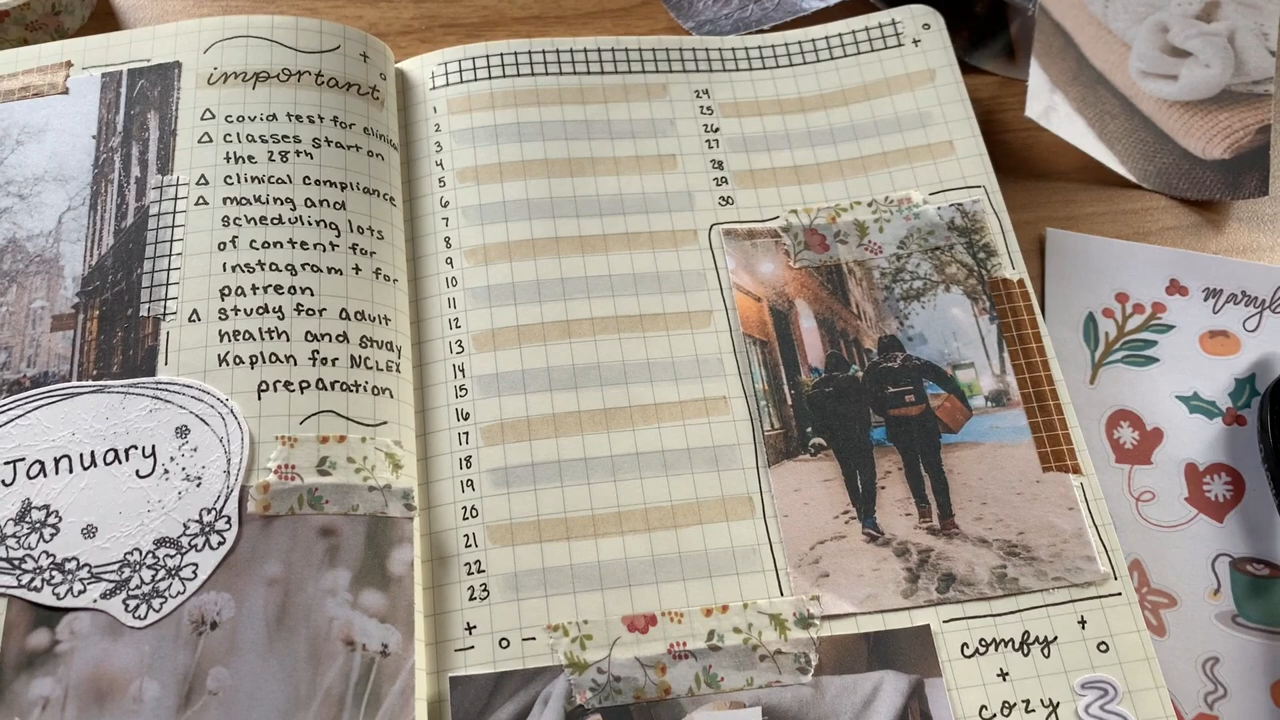 important
△ covid test for clinical
△ classes start on
the 28th
△ clinical compliance
△ making and
scheduling lots
of content for
instagram + for
patreon
△ study for adult
health and study
Kaplan for NCLEX
preparation
January
1
2
3
4
5
6
7
8
9
10
11
12
13
14
15
16
17
18
19
20
21
22
23
24
25
26
27
28
29
30
comfy
+
cozy